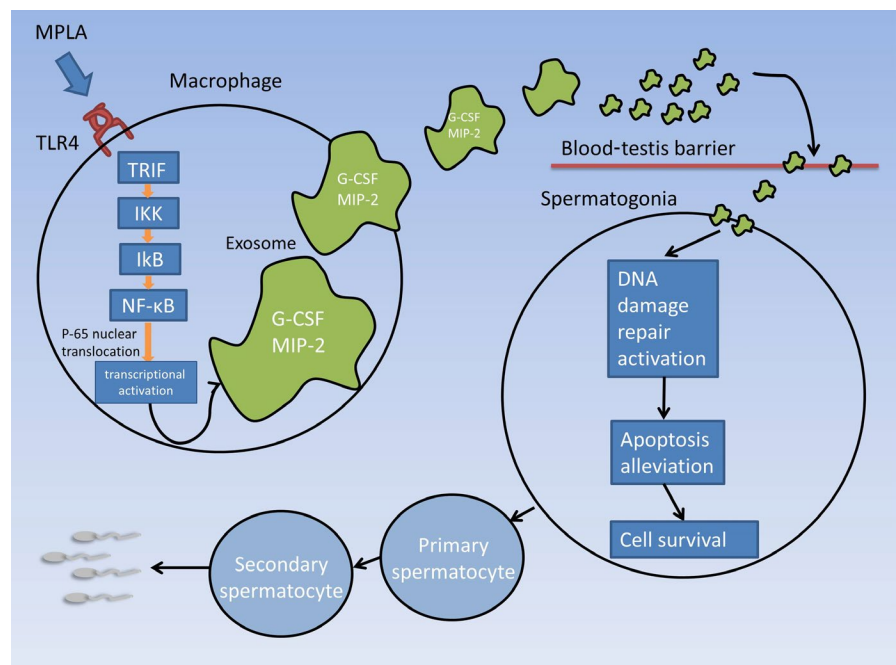 MPLA
Macrophage
TLR4
TRIF
IKK
IkB
NF-κB
P-65 nuclear
translocation
transcriptional
activation
Exosome
G-CSF
MIP-2
G-CSF
MIP-2
G-CSF
MIP-2
Blood-testis barrier
Spermatogonia
DNA
damage
repair
activation
Apoptosis
alleviation
Cell survival
Primary
spermatocyte
Secondary
spermatocyte